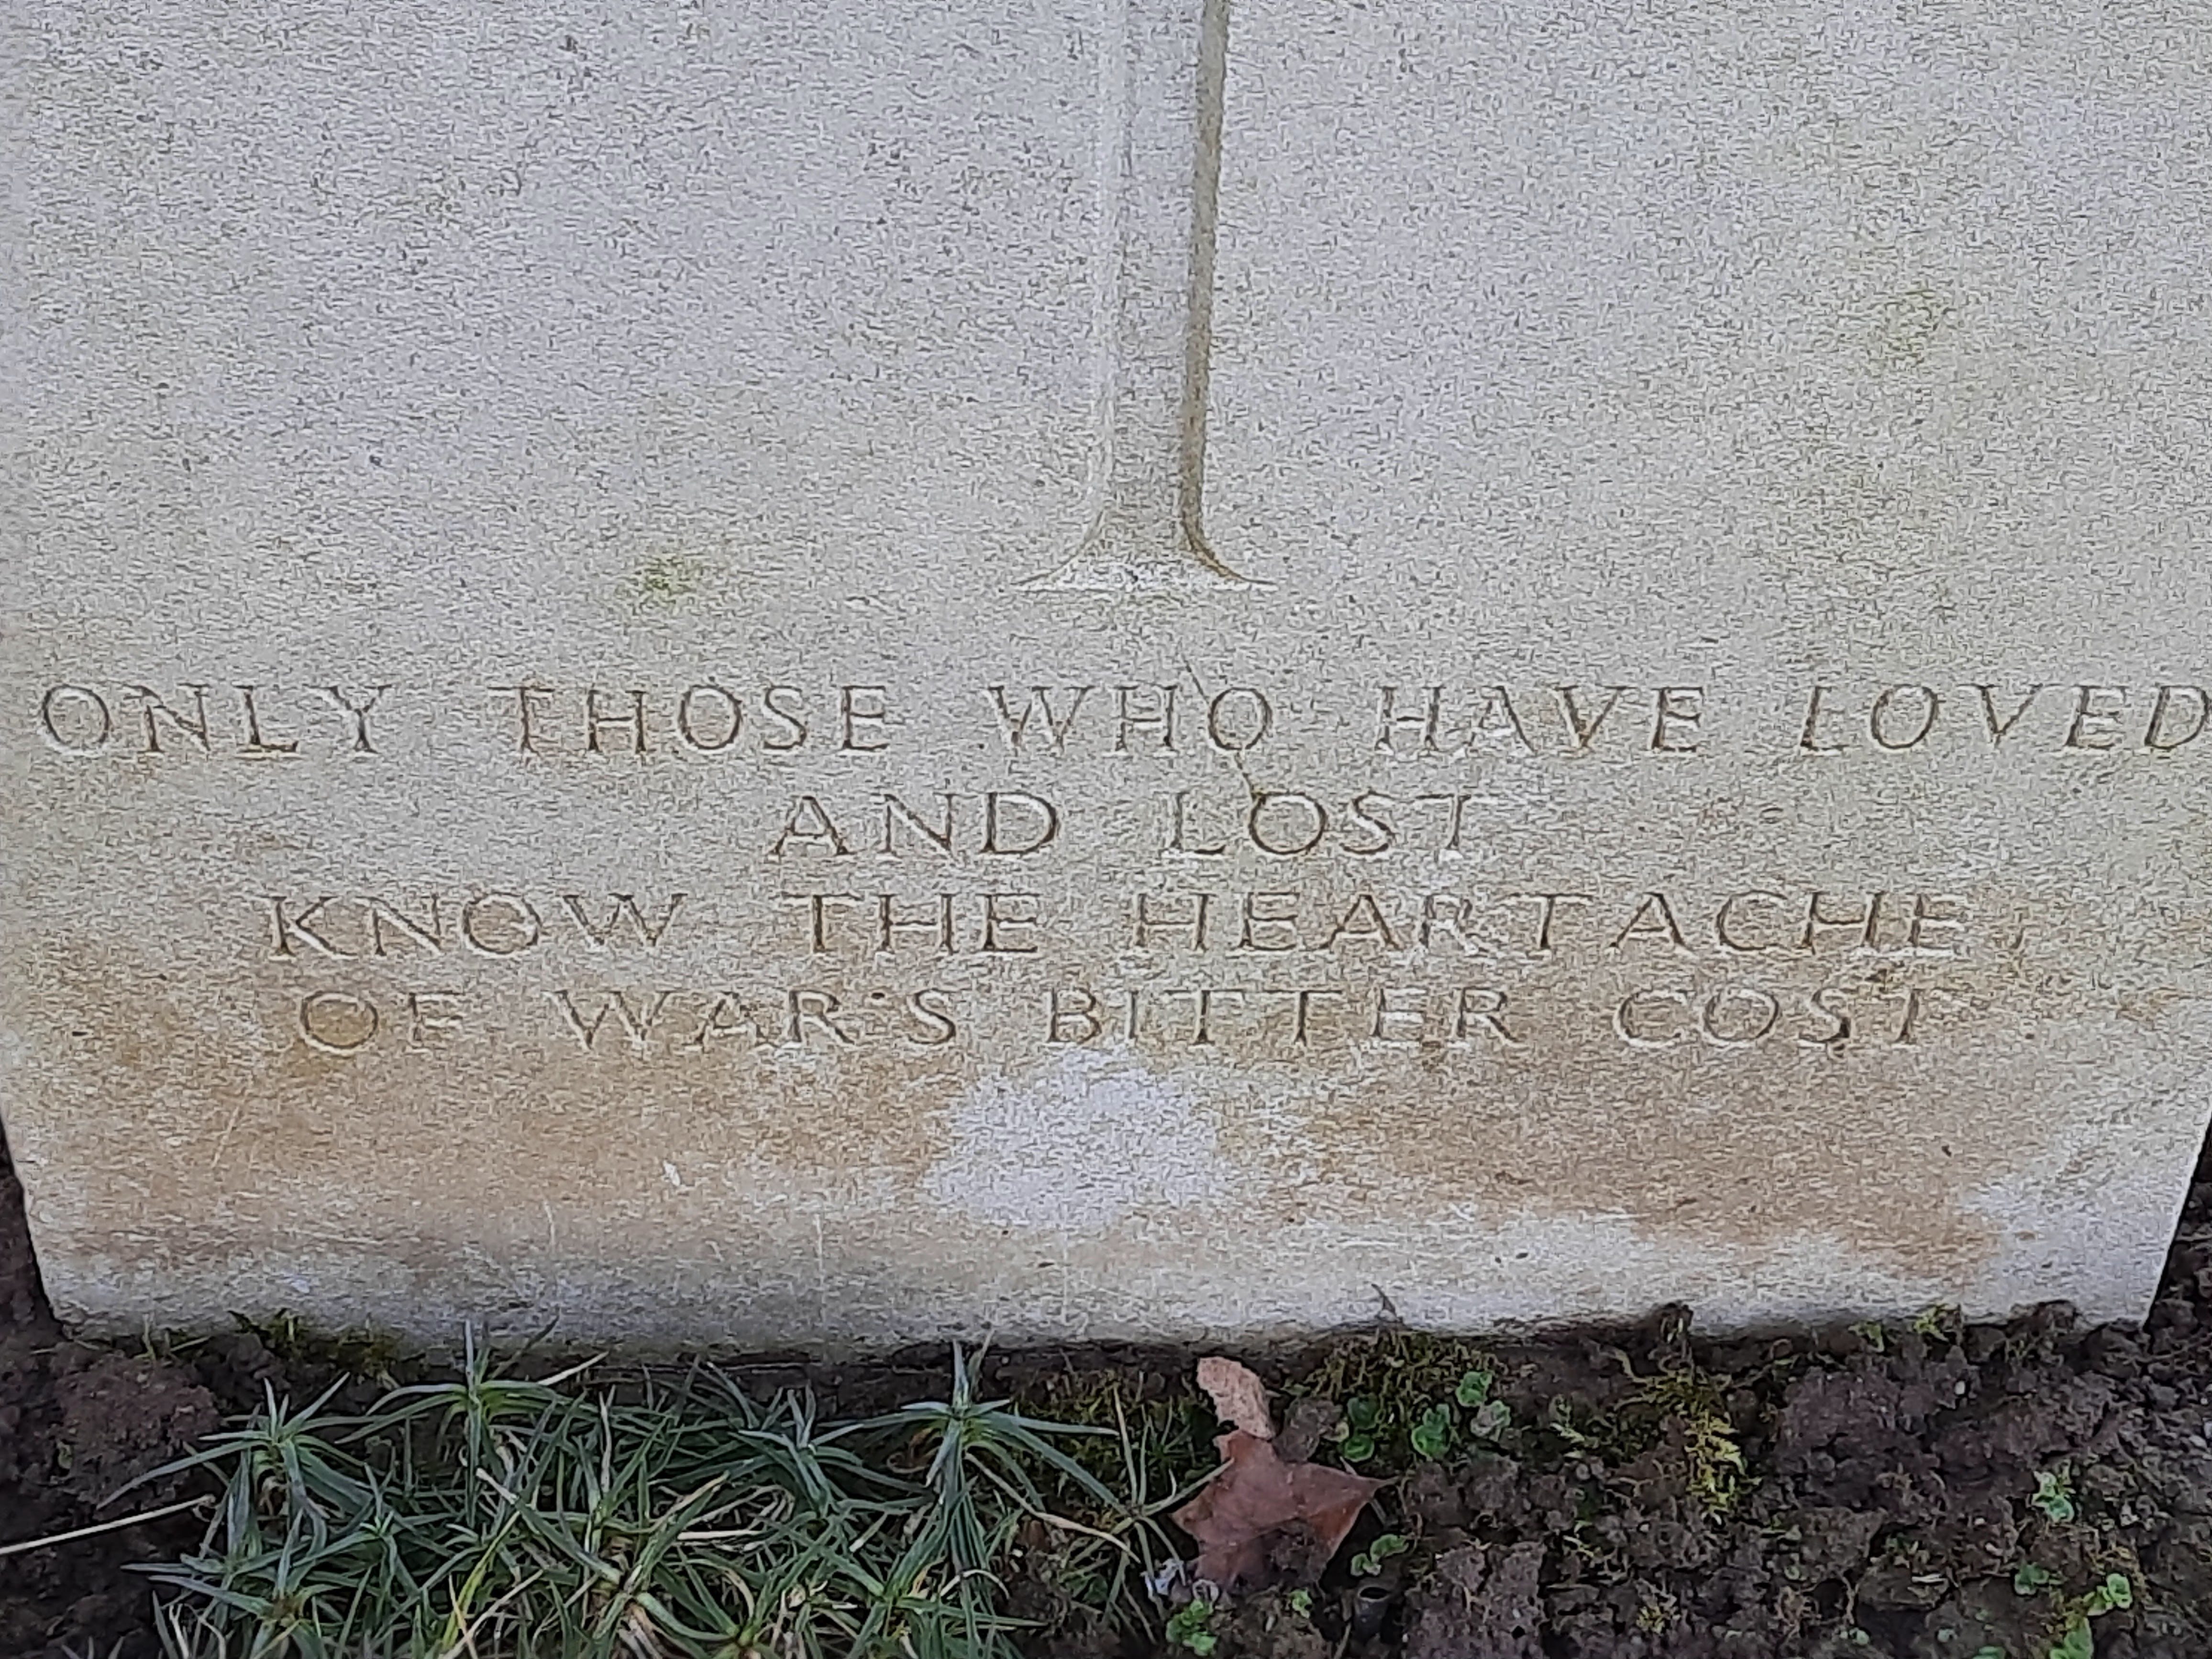 ONLY THOSE WHO HAVE LOVED
AND LOST
KNOW THE HEARTACHE
OF WAR'S BITTER COST